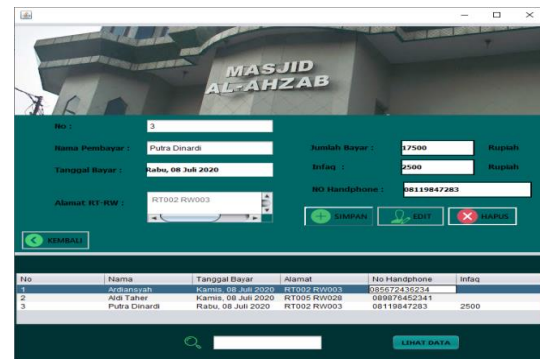 MASJID
AL-AHZAB
No :
3
Nama Pembayar :
Putra Dinardi
Tanggal Bayar :
Rabu, 08 Juli 2020
Alamat RT-RW :
RT002 RW003
Jumlah Bayar :
17500
Rupiah
Infaq :
2500
Rupiah
NO Handphone :
08119847283
SIMPAN
EDIT
HAPUS
KEMBALI
No Nama Tanggal Bayar Alamat No Handphone Infaq
1 Ardiansyah Kamis, 08 Juli 2020 RT002 RW003 085672436234
2 Aldi Taher Kamis, 08 Juli 2020 RT005 RW028 089876452341
3 Putra Dinardi Rabu, 08 Juli 2020 RT002 RW003 08119847283 2500
LIHAT DATA